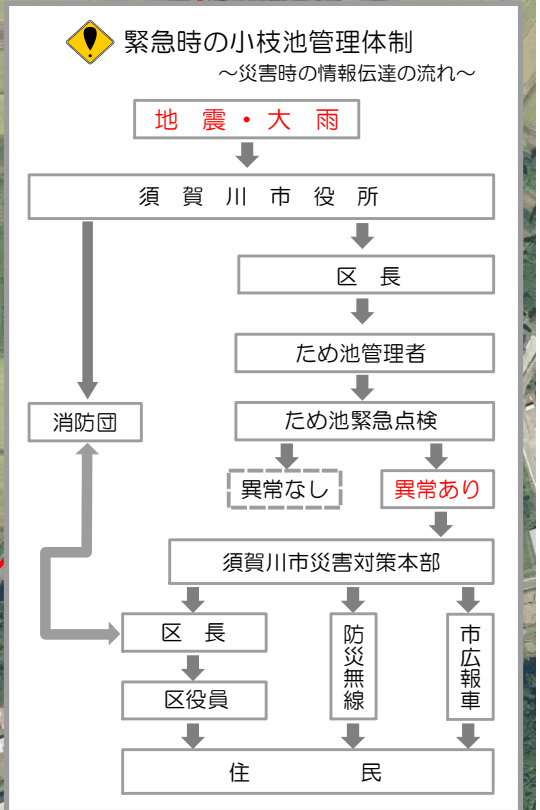 緊急時の小枝池管理体制
～災害時の情報伝達の流れ～
地震・大雨
須賀川市役所
区長
ため池管理者
消防団
ため池緊急点検
異常なし
異常あり
須賀川市災害対策本部
区長
防災無線
市広報車
区役員
住民